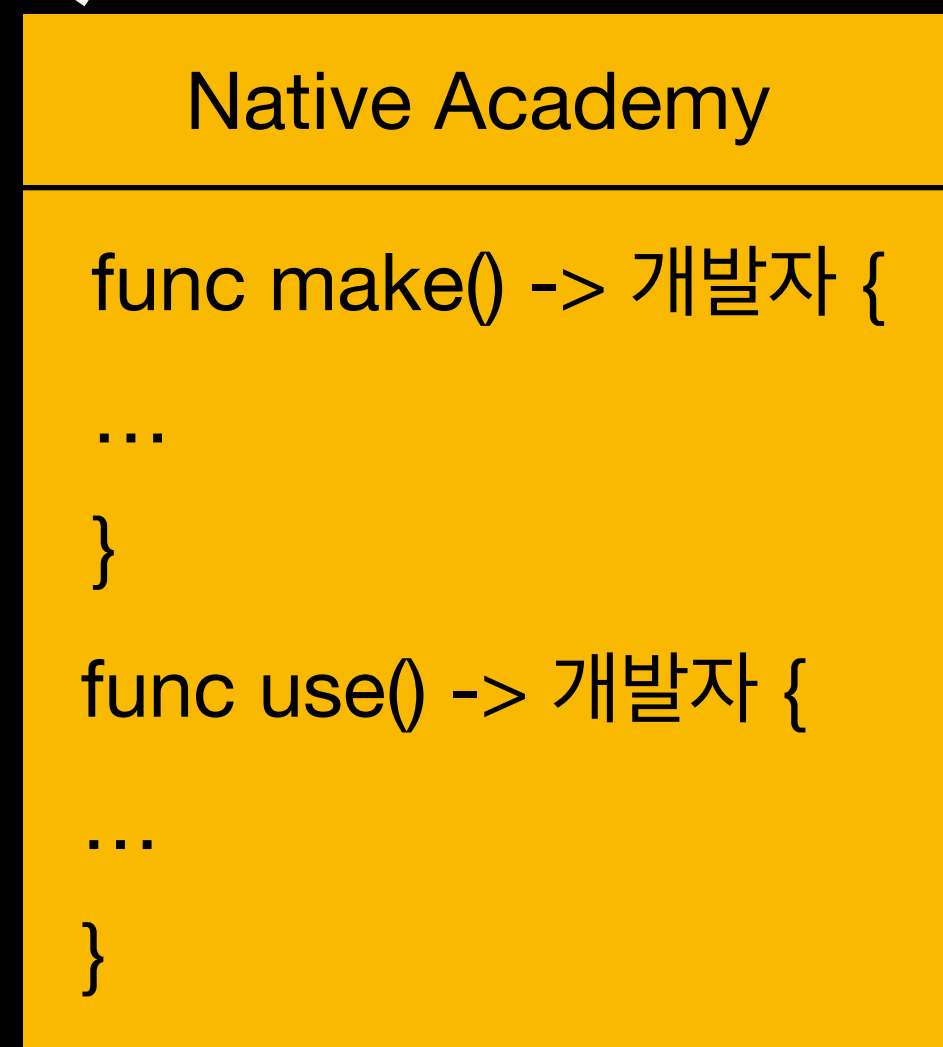 Native Academy
func make() -> 개발자 {
...
}
func use() -> 개발자 {
...
}